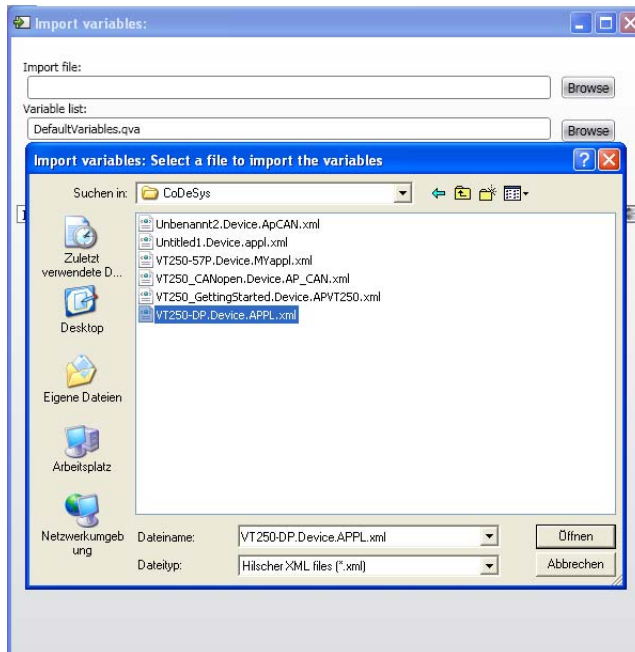 Import variables:
Import file:
Browse
Variable list:
DefaultVariables.qva
Browse
Import variables: Select a file to import the variables
Suchen in:
CoDeSys
Zuletzt
verwendete D...
Desktop
Eigene Dateien
Arbeitsplatz
Netzwerkumgeb
ung
Unbenannt2.Device.ApCAN.xml
Untitled1.Device.appl.xml
VT250-57P.Device.MYappl.xml
VT250_CANopen.Device.AP_CAN.xml
VT250_GettingStarted.Device.APVT250.xml
VT250-DP.Device.APPL.xml
Dateiname:
VT250-DP.Device.APPL.xml
Öffnen
Dateityp:
Hilscher XML files (*.xml)
Abbrechen